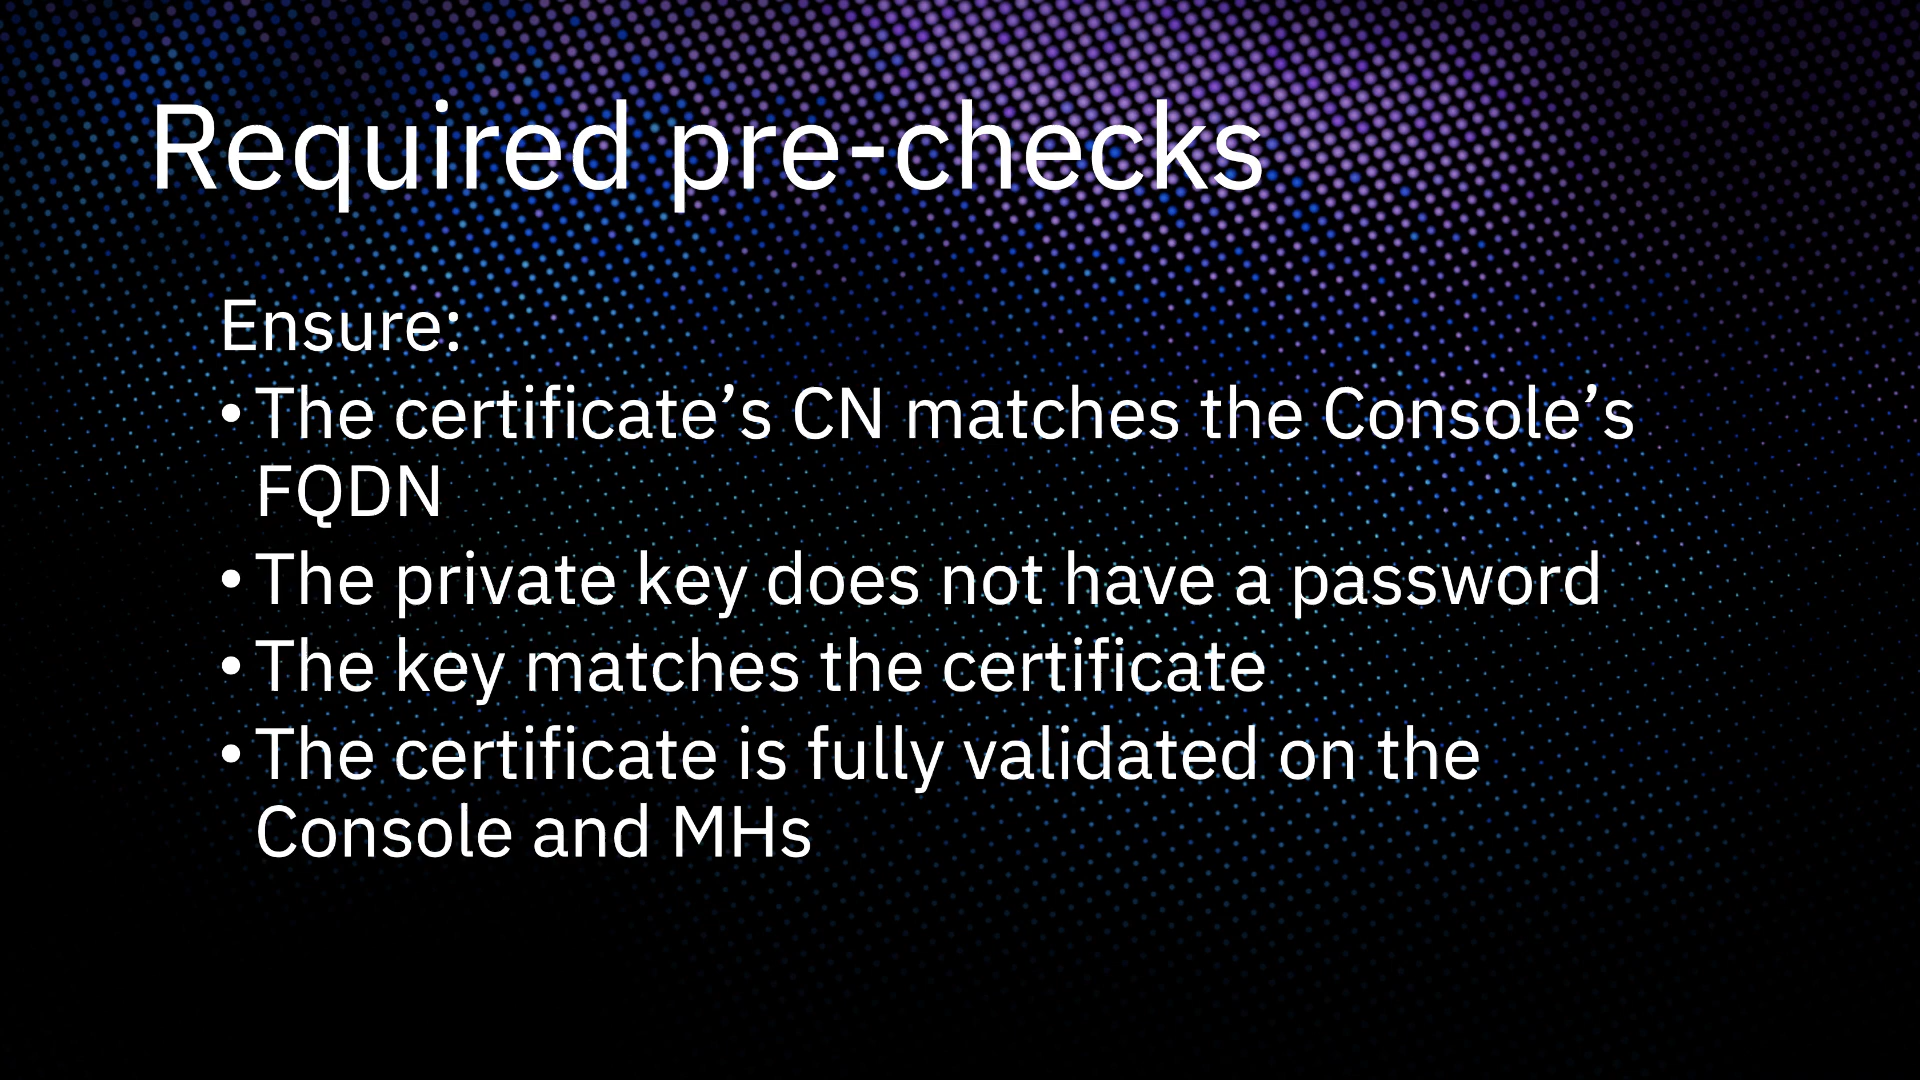 Required pre-checks
Ensure:
• The certificate’s CN matches the Console’s
FQDN
• The private key does not have a password
• The key matches the certificate
• The certificate is fully validated on the
Console and MHs